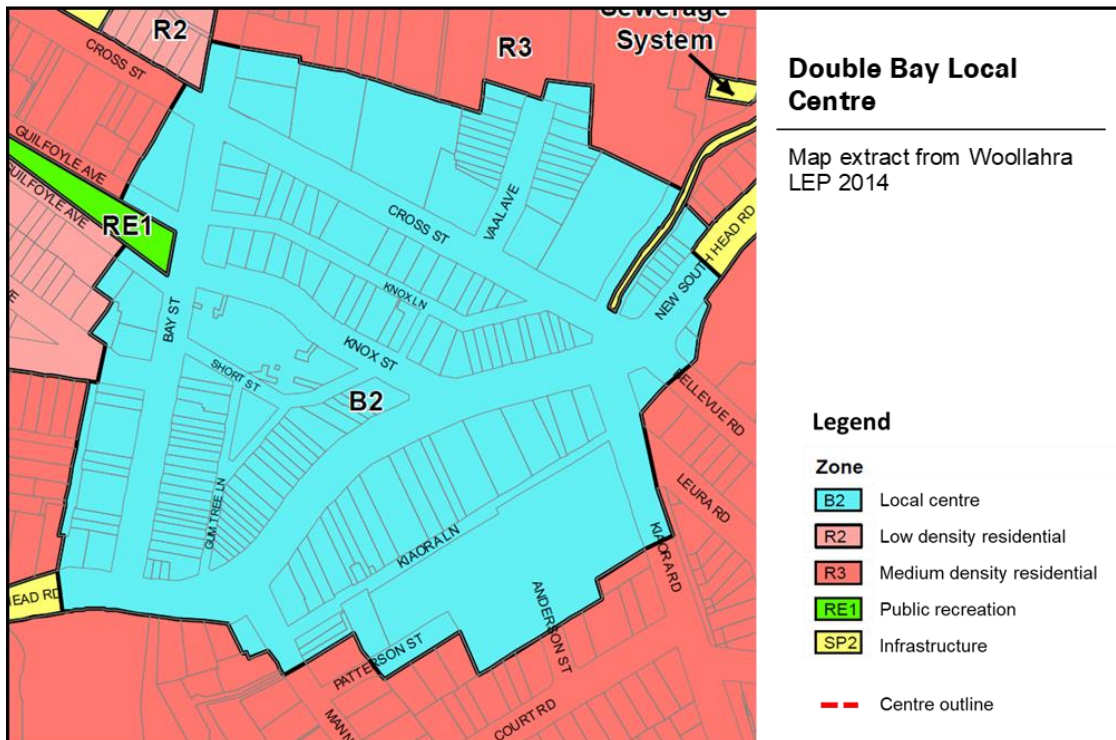 Sewerage
System
R2
R3
CROSS ST
GUILFOYLE AVE
GUILFOYLE AVE
RE1
VAAL AVE
CROSS ST
NEW SOUTH HEAD RD
KNOX LN
BAY ST
KNOX ST
SHORT ST
B2
BELLEVUE RD
GUM TREE LN
LEURA RD
KIAORA LN
KIAORA RD
HEAD RD
ANDERSON ST
PATTERSON ST
COURT RD
MANN
Double Bay Local
Centre
Map extract from Woollahra
LEP 2014
Legend
Zone
B2 Local centre
R2 Low density residential
R3 Medium density residential
RE1 Public recreation
SP2 Infrastructure
Centre outline